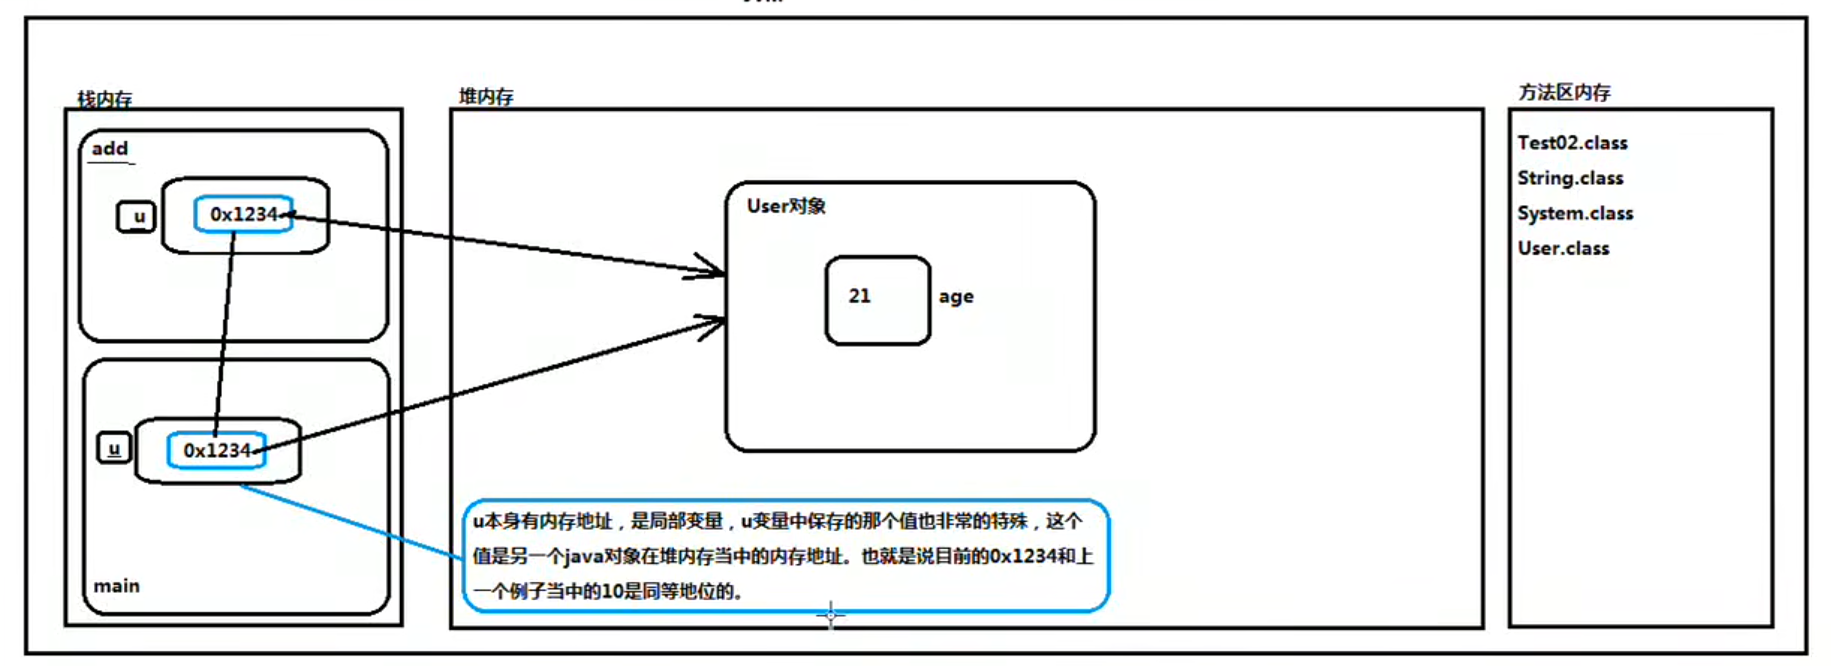 栈内存
add
u
0x1234
u
0x1234
main
堆内存
User对象
21
age
u本身有内存地址，是局部变量，u变量中保存的那个值也非常的特殊，这个
值是另一个java对象在堆内存当中的内存地址。也就是说目前的0x1234和上
一个例子当中的10是同等地位的。
方法区内存
Test02.class
String.class
System.class
User.class